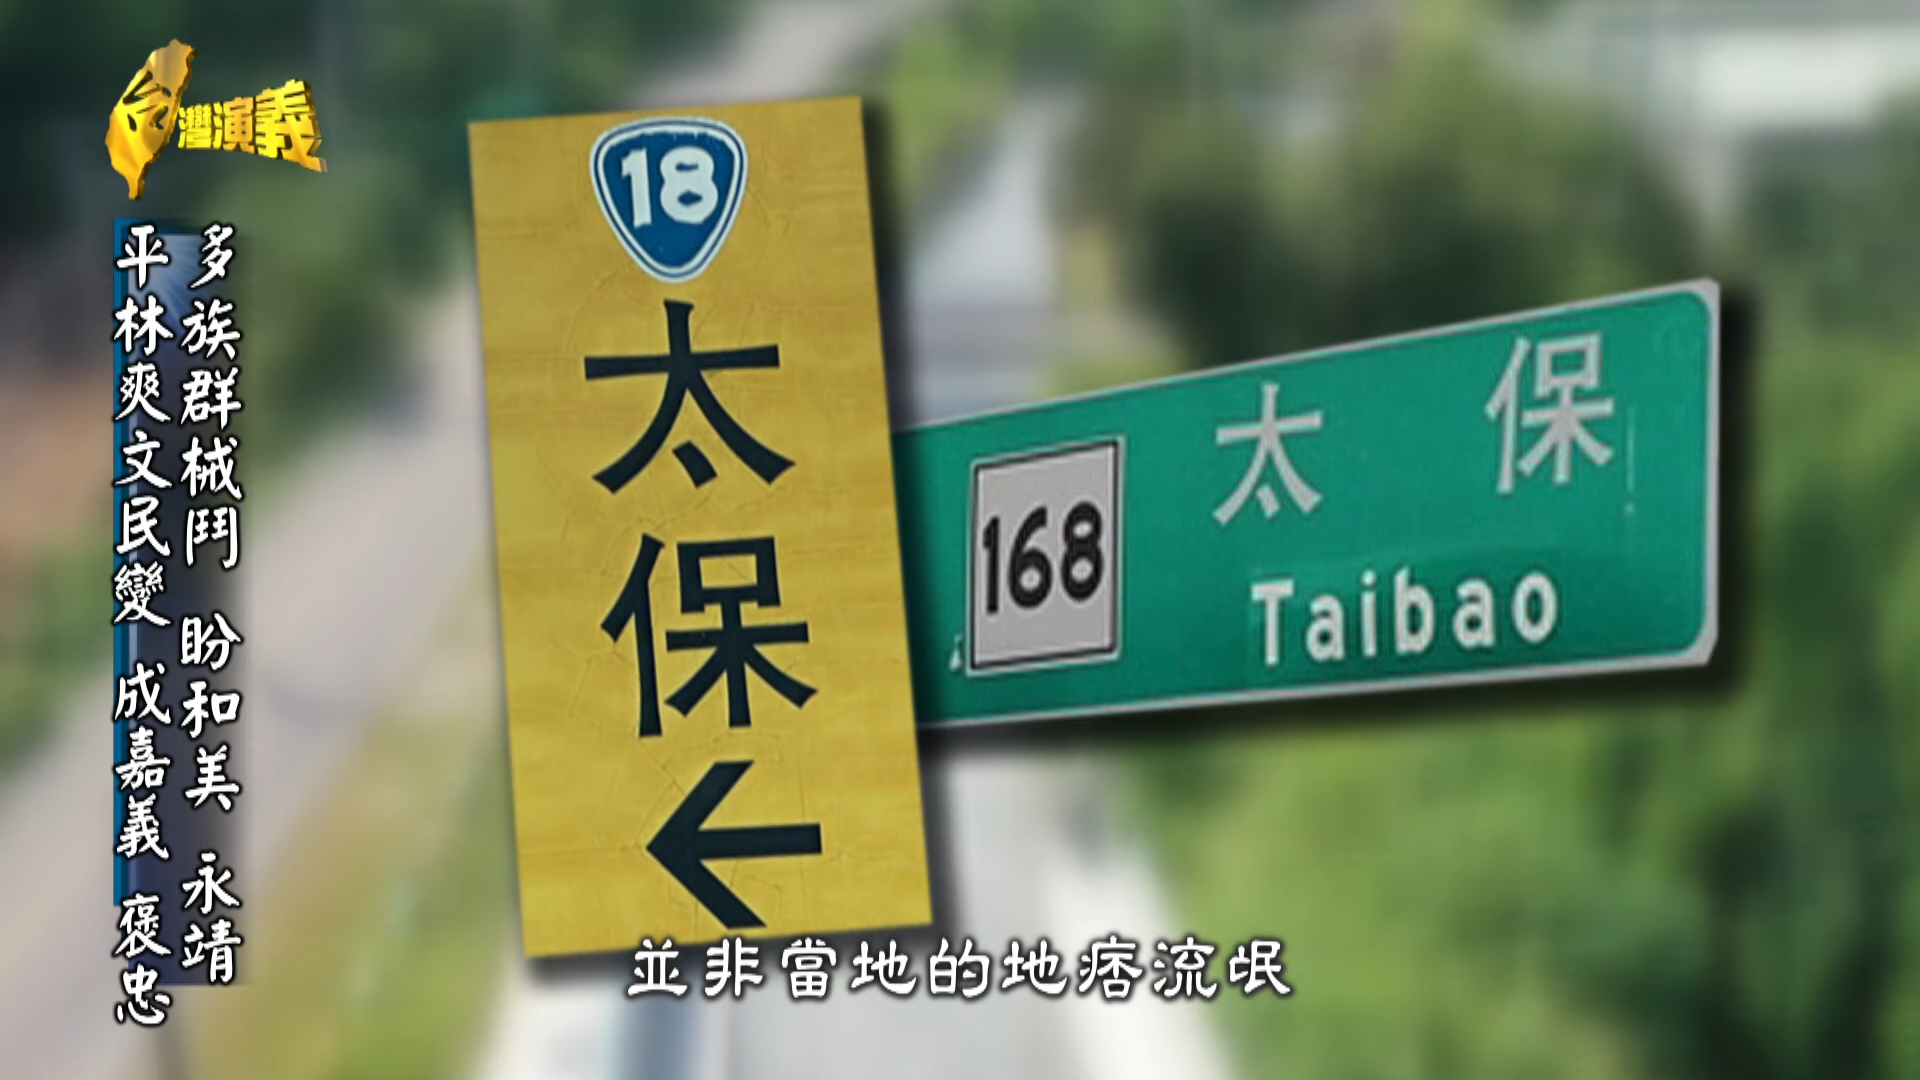 台灣演義
多族群械鬥 盼和美 永靖
平林爽文民變 成嘉義 褒忠
18
太保
←
168
太保
Taibao
並非當地的地痞流氓